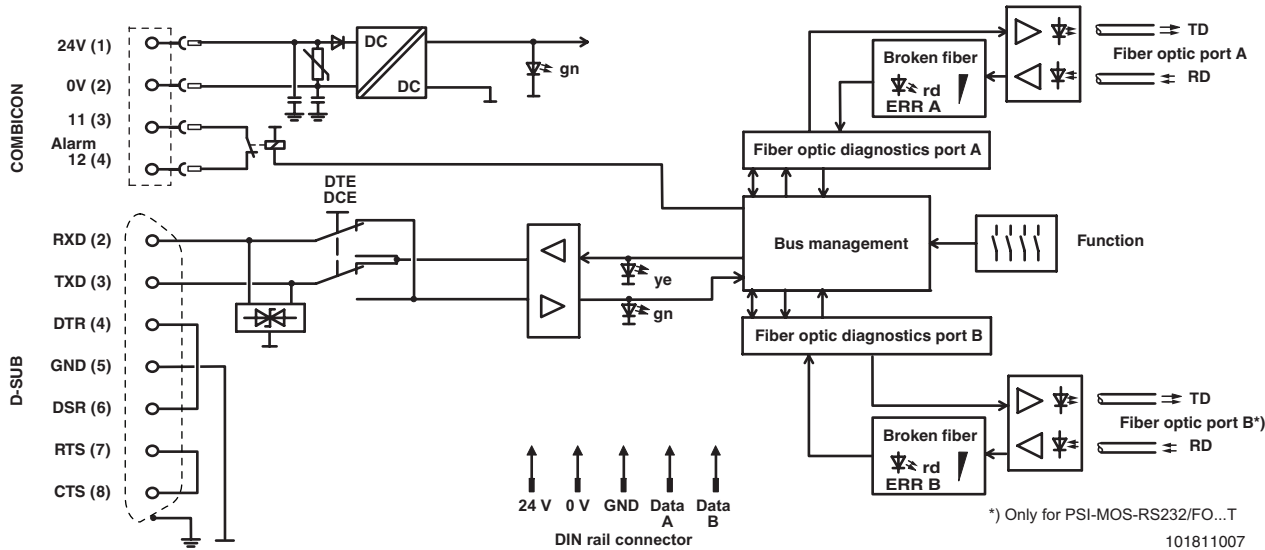 COMBICON
24V (1)
0V (2)
11 (3)
Alarm
12 (4)
DC
DC
gn
Broken fiber
rd
ERR A
TD
Fiber optic port A
RD
Fiber optic diagnostics port A
DTE
DCE
D-SUB
RXD (2)
TXD (3)
DTR (4)
GND (5)
DSR (6)
RTS (7)
CTS (8)
ye
gn
Bus management
Function
Fiber optic diagnostics port B
Broken fiber
rd
ERR B
TD
Fiber optic port B*)
RD
24 V 0 V GND Data Data
A B
DIN rail connector
*) Only for PSI-MOS-RS232/FO...T
101811007